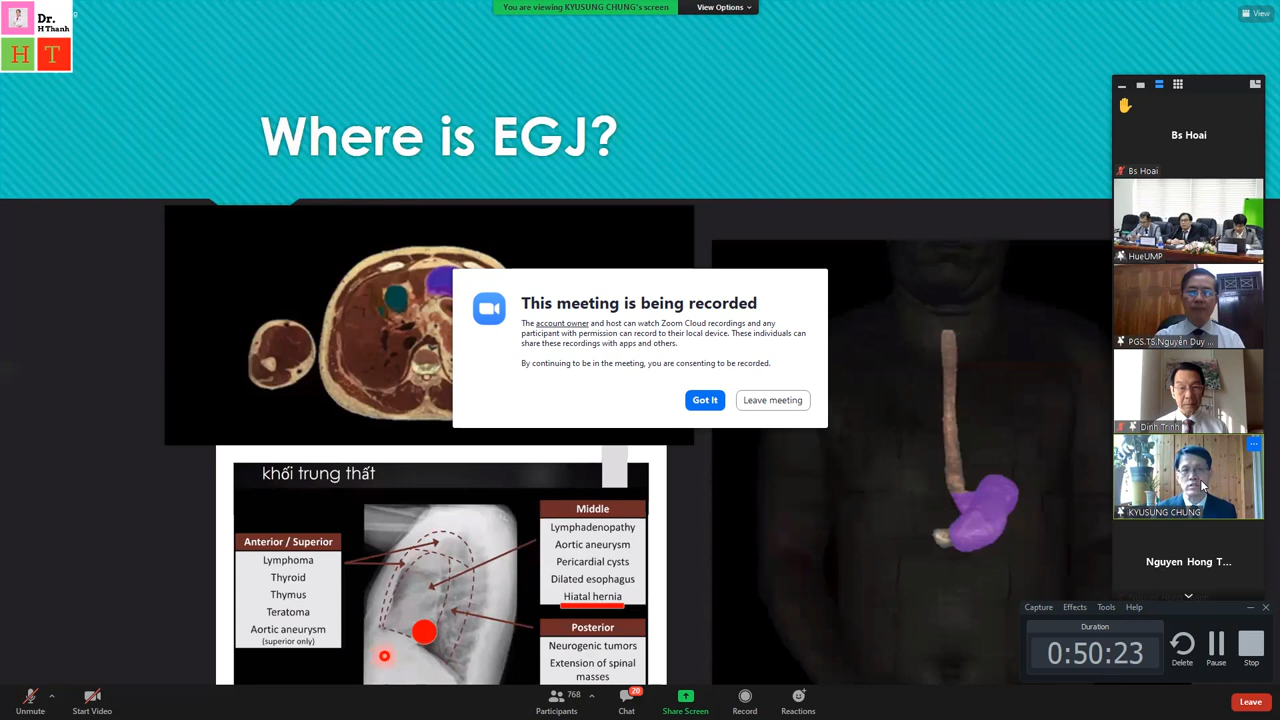 You are viewing KYUSUNG CHUNG's screen
View Options
View
Dr.
H Thanh
H T
Where is EGJ?
Bs Hoai
Bs Hoai
HueUMP
PGS.TS.Nguyễn Duy ...
Dinh Trinh
KYUSUNG CHUNG
Nguyen Hong T...
This meeting is being recorded
The account owner and host can watch Zoom Cloud recordings and any
participant with permission can record to their local device. These individuals can
share these recordings with apps and others.
By continuing to be in the meeting, you are consenting to be recorded.
Got It
Leave meeting
khối trung thất
Anterior / Superior
Lymphoma
Thyroid
Thymus
Teratoma
Aortic aneurysm
(superior only)
Middle
Lymphadenopathy
Aortic aneurysm
Pericardial cysts
Dilated esophagus
Hiatal hernia
Posterior
Neurogenic tumors
Extension of spinal
masses
Capture
Effects
Tools
Help
Duration
0:50:23
Delete
Pause
Stop
Unmute
Start Video
768
Participants
20
Chat
Share Screen
Record
Reactions
Leave